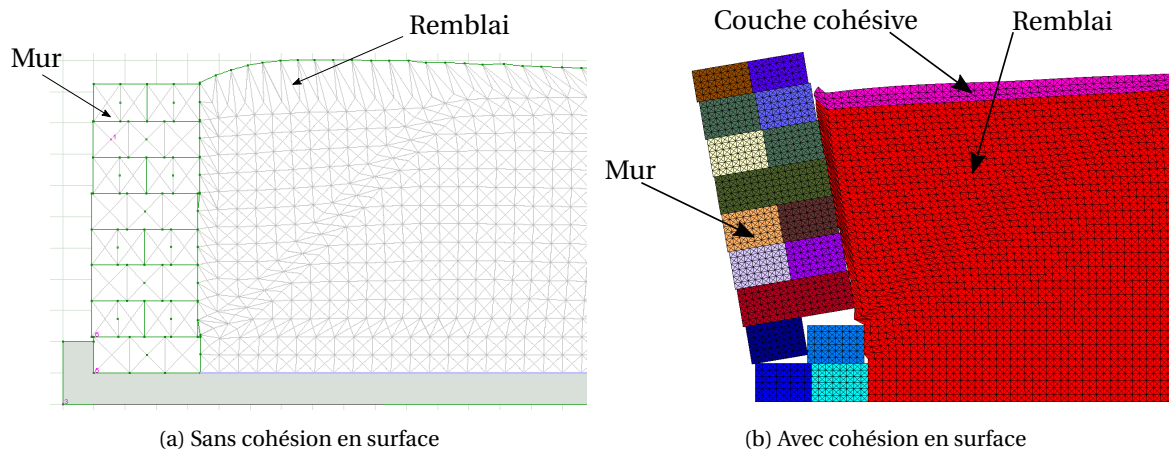 Mur
Remblai
(a) Sans cohésion en surface
Couche cohésive
Remblai
Mur
(b) Avec cohésion en surface